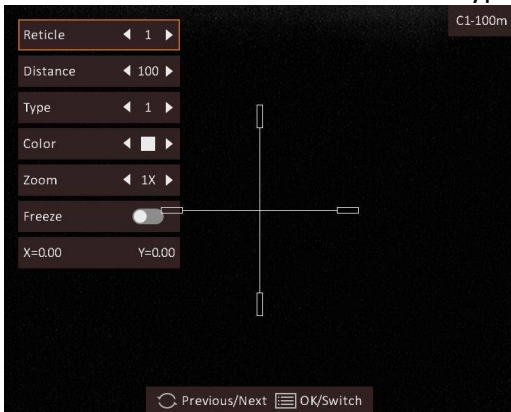 C1-100m
Reticle 1
Distance 100
Type 1
Color
Zoom 1X
Freeze
X=0.00 Y=0.00
Previous/Next OK/Switch